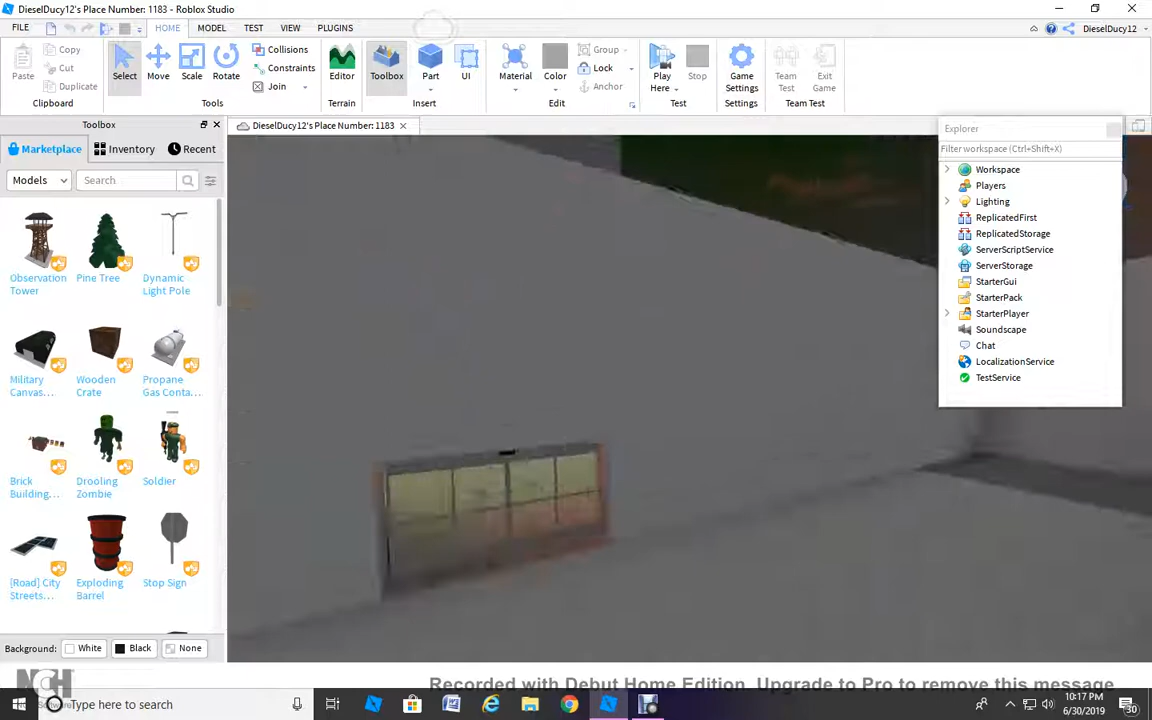 DieselDucy12's Place Number: 1183 - Roblox Studio
FILE HOME MODEL TEST VIEW PLUGINS DieselDucy12
Paste Copy Cut Duplicate Select Move Scale Rotate Collisions Constraints Join Editor Toolbox Part UI Material Color Group Lock Anchor Play Here Stop Game Settings Team Test Exit Game
Clipboard Tools Terrain Insert Edit Test Settings Team Test
Toolbox
DieselDucy12's Place Number: 1183
Marketplace Inventory Recent
Models Search
Observation Tower
Pine Tree
Dynamic Light Pole
Military Canvas...
Wooden Crate
Propane Gas Conta...
Brick Building,...
Drooling Zombie
Soldier
[Road] City Streets...
Exploding Barrel
Stop Sign
Background: White Black None
Explorer
Filter workspace (Ctrl+Shift+X)
Workspace
Players
Lighting
ReplicatedFirst
ReplicatedStorage
ServerScriptService
ServerStorage
StarterGui
StarterPack
StarterPlayer
Soundscape
Chat
LocalizationService
TestService
NCH
Recorded with Debut Home Edition. Upgrade to Pro to remove this message
Type here to search
10:17 PM
6/30/2019
30